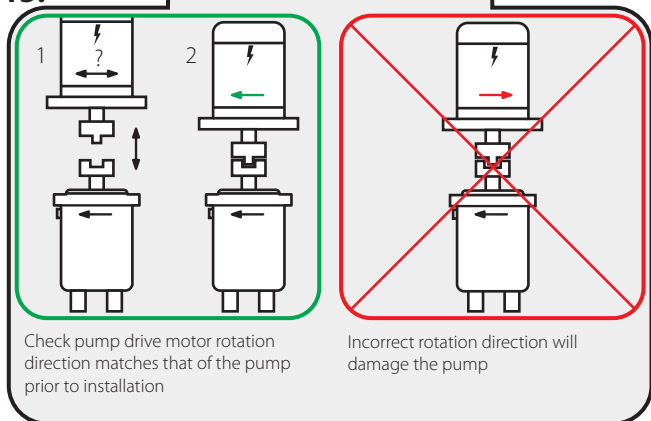 1
?
2
Check pump drive motor rotation
direction matches that of the pump
prior to installation
Incorrect rotation direction will
damage the pump